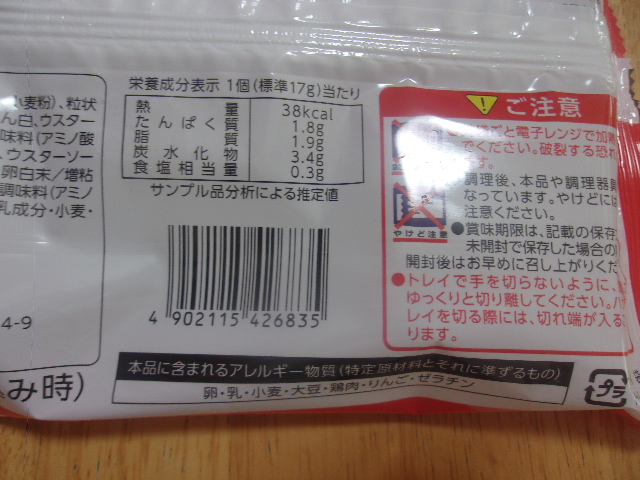 小麦粉)、粒状
ん白、ウスター
味料(アミノ酸
、ウスターソー
卵白末/増粘
調味料(アミノ
乳成分・小麦・
4-9
み時)
栄養成分表示 1個(標準17g)当たり
熱量 38kcal
たんぱく質 1.8g
脂質 1.9g
炭水化物 3.4g
食塩相当量 0.3g
サンプル品分析による推定値
4 902115 426835
本品に含まれるアレルギー物質(特定原材料とそれに準ずるもの)
卵・乳・小麦・大豆・鶏肉・りんご・ゼラチン
ご注意
ごと電子レンジで加熱
でください。破裂する恐れ
ます。
調理後、本品や調理器具
なっています。やけどに
注意ください。
やけど注意
●賞味期限は、記載の保存
未開封で保存した場合の
開封後はお早めに召し上がりくだ
●トレイで手を切らないように、
ゆっくりと切り離してください。
レイを切る際には、切れ端が入る
ります。
プラ